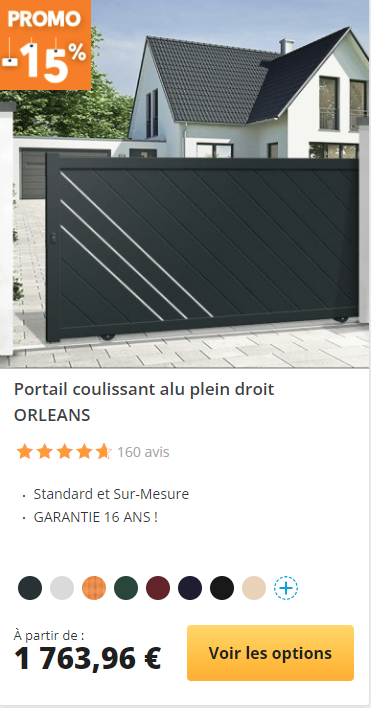 PROMO
-15%
Portail coulissant alu plein droit
ORLEANS
160 avis
· Standard et Sur-Mesure
· GARANTIE 16 ANS !
À partir de :
1 763,96 €
Voir les options